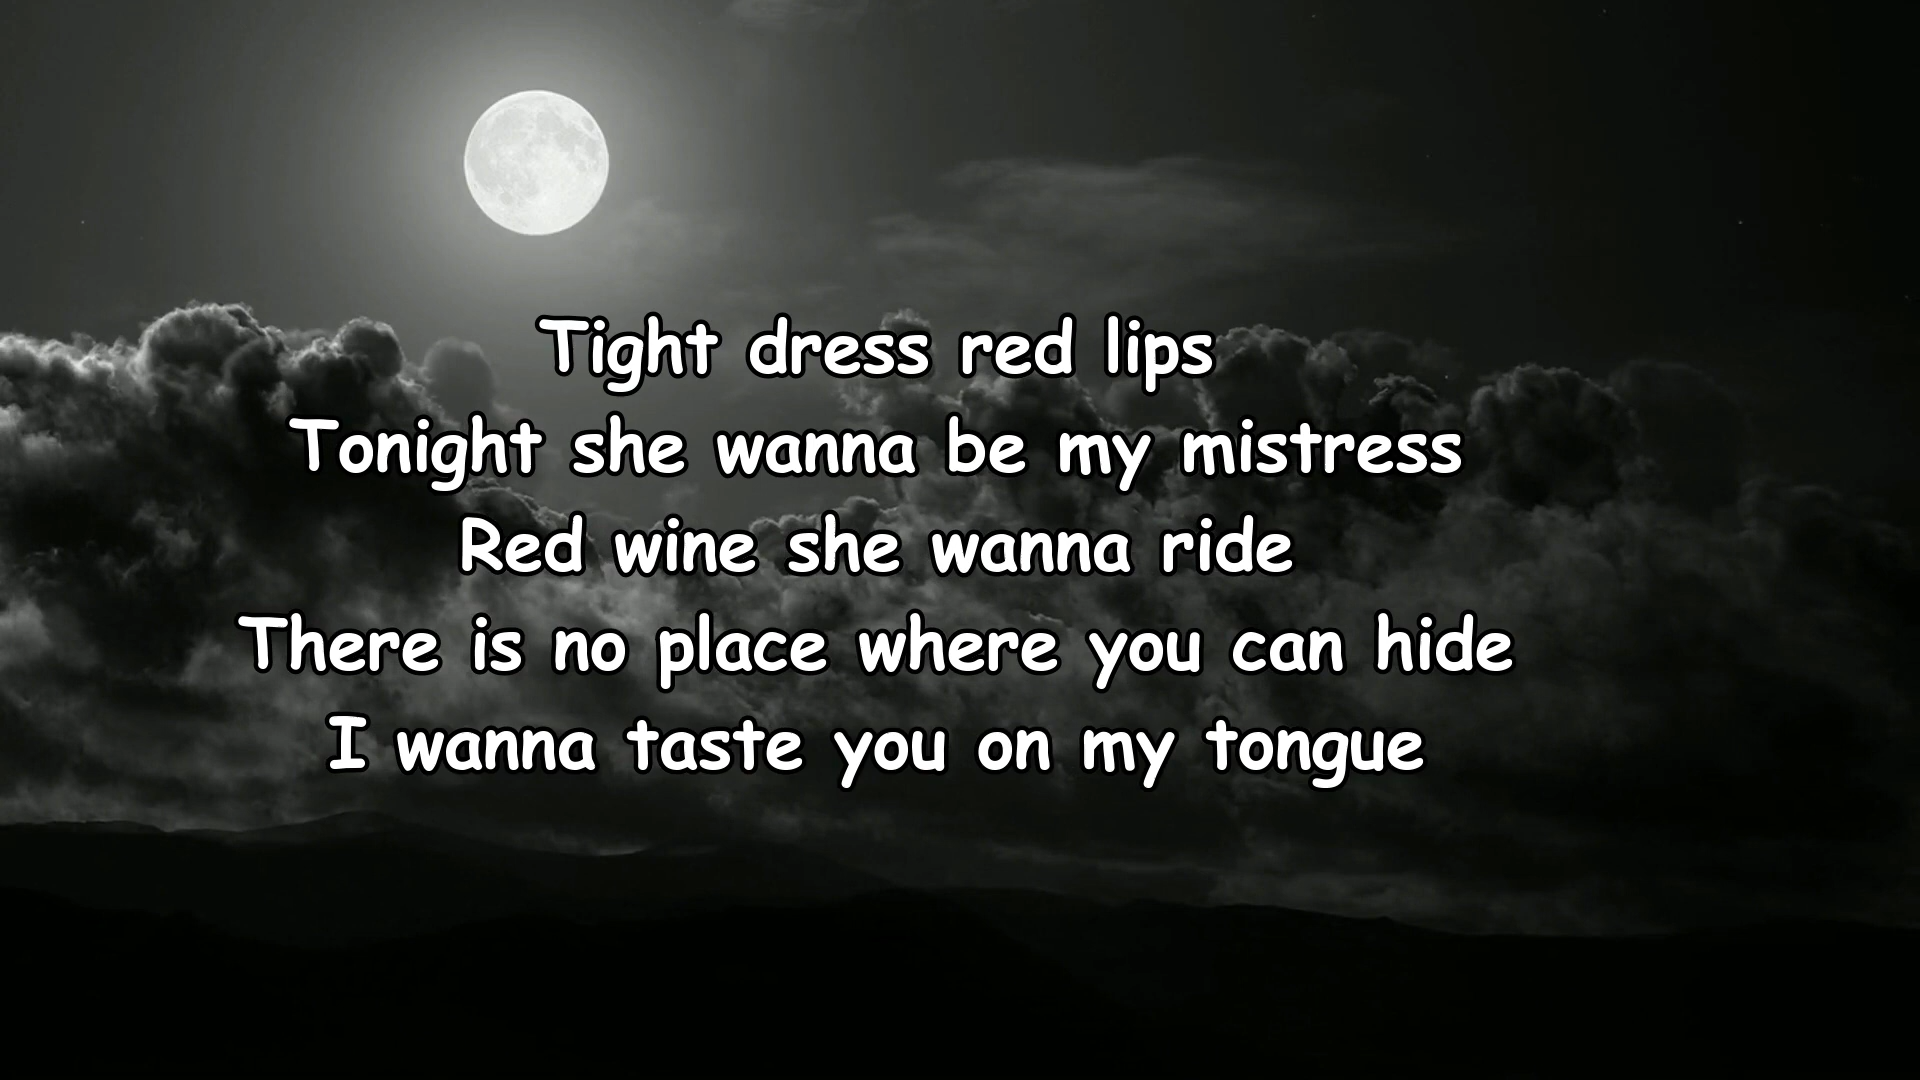 Tight dress red lips
Tonight she wanna be my mistress
Red wine she wanna ride
There is no place where you can hide
I wanna taste you on my tongue